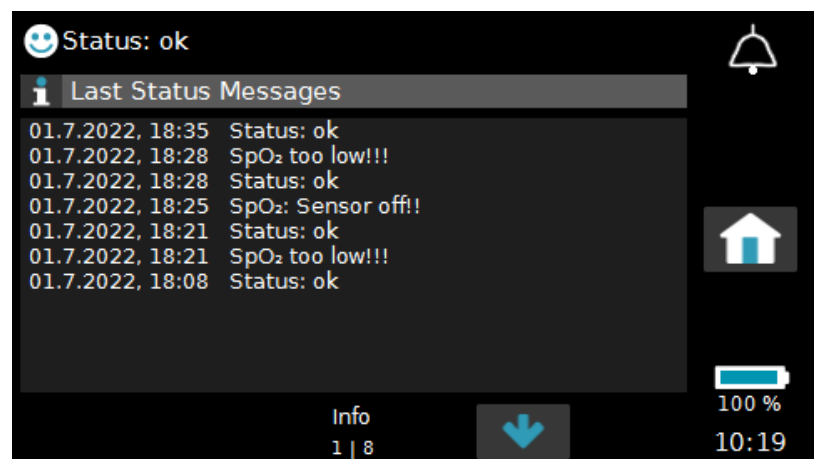 Status: ok
Last Status Messages
01.7.2022, 18:35 Status: ok
01.7.2022, 18:28 SpO₂ too low!!!
01.7.2022, 18:28 Status: ok
01.7.2022, 18:25 SpO₂: Sensor off!!
01.7.2022, 18:21 Status: ok
01.7.2022, 18:21 SpO₂ too low!!!
01.7.2022, 18:08 Status: ok
100 %
Info
1 | 8
10:19